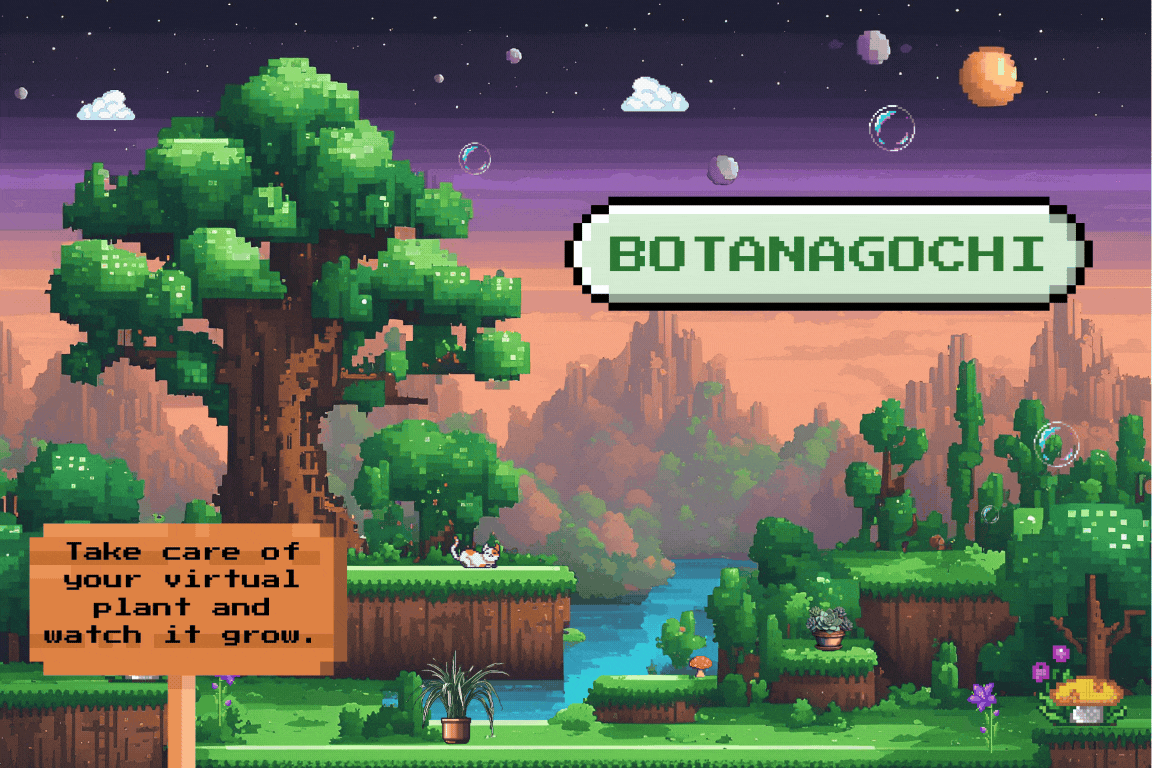 BOTANAGOCHI
Take care of
your virtual
plant and
watch it grow.